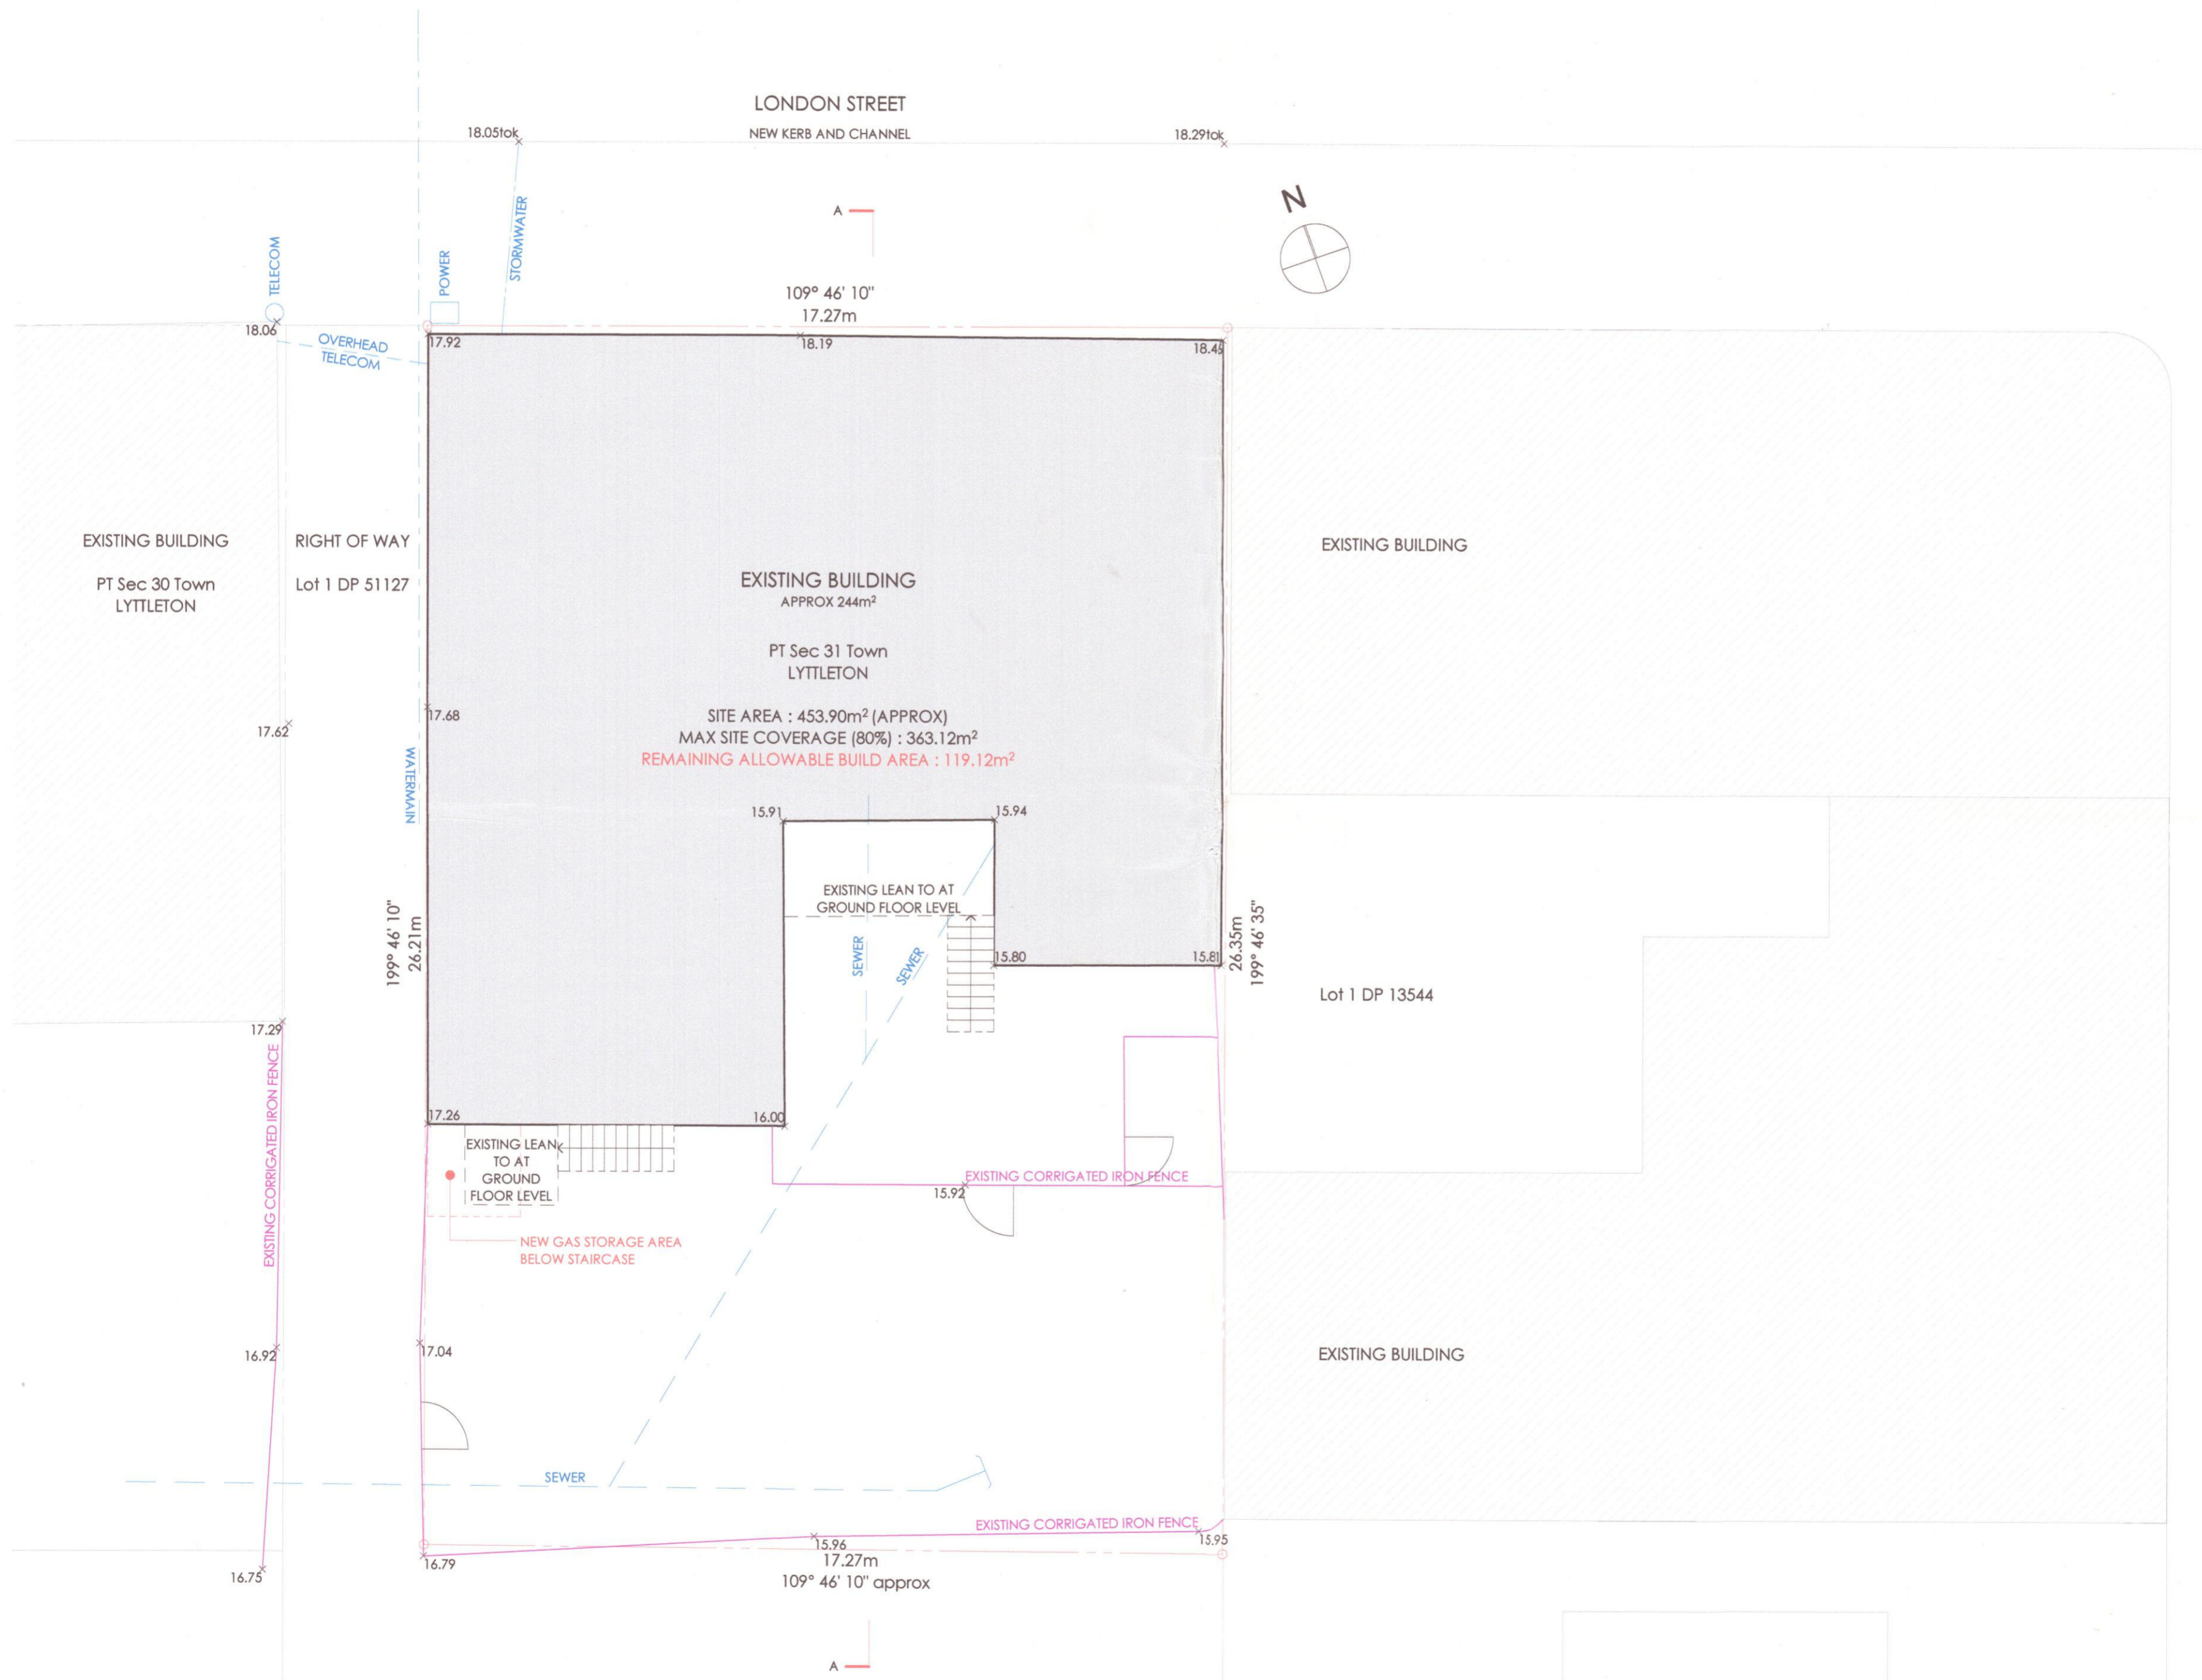 LONDON STREET
18.05tok
NEW KERB AND CHANNEL
18.29tok
N
A
STORMWATER
TELECOM
POWER
109° 46' 10"
17.27m
18.06
OVERHEAD
TELECOM
17.92
18.19
EXISTING BUILDING
PT Sec 30 Town
LYTTLETON
RIGHT OF WAY
Lot 1 DP 51127
EXISTING BUILDING
APPROX 244m²
PT Sec 31 Town
LYTTLETON
SITE AREA : 453.90m² (APPROX)
MAX SITE COVERAGE (80%) : 363.12m²
REMAINING ALLOWABLE BUILD AREA : 119.12m²
EXISTING BUILDING
17.68
17.62
WATERMAIN
15.91
15.94
EXISTING LEAN TO AT
GROUND FLOOR LEVEL
199° 46' 10"
26.21m
SEWER
SEWER
15.80
15.81
26.35m
199° 46' 35"
Lot 1 DP 13544
17.29
EXISTING CORRIGATED IRON FENCE
17.26
16.00
EXISTING LEAN
TO AT
GROUND
FLOOR LEVEL
EXISTING CORRIGATED IRON FENCE
15.92
NEW GAS STORAGE AREA
BELOW STAIRCASE
16.92
17.04
EXISTING BUILDING
SEWER
EXISTING CORRIGATED IRON FENCE
15.96
15.95
16.79
17.27m
109° 46' 10" approx
16.75
A